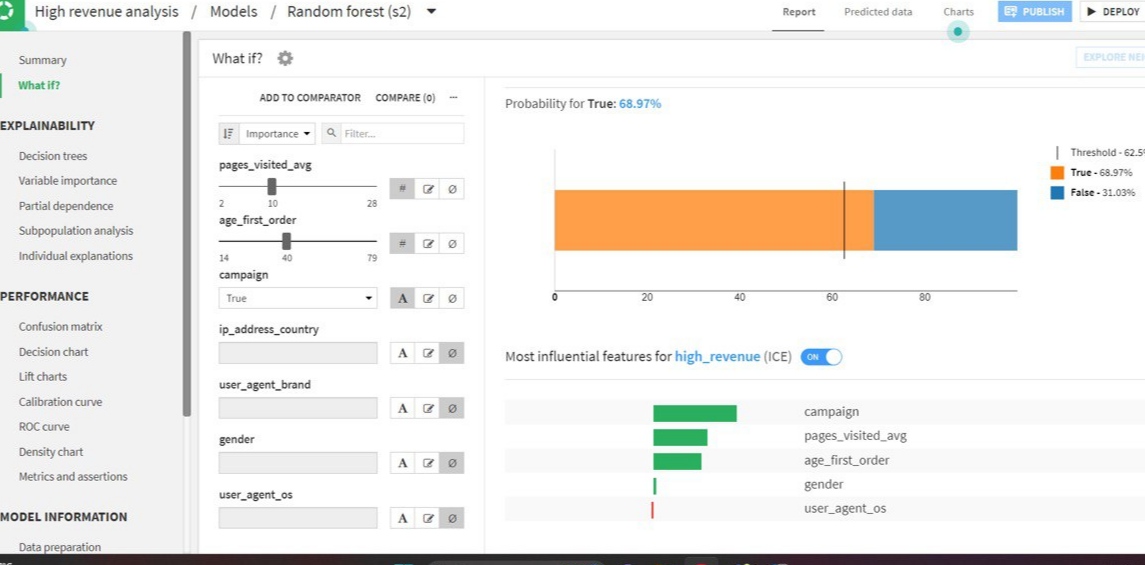 High revenue analysis / Models / Random forest (s2)
Report Predicted data Charts PUBLISH DEPLOY
Summary
What if?
EXPLAINABILITY
Decision trees
Variable importance
Partial dependence
Subpopulation analysis
Individual explanations
PERFORMANCE
Confusion matrix
Decision chart
Lift charts
Calibration curve
ROC curve
Density chart
Metrics and assertions
MODEL INFORMATION
Data preparation
What if?
EXPLORE NEI
ADD TO COMPARATOR COMPARE (0) ...
Importance Filter...
pages_visited_avg
#
2 10 28
age_first_order
#
14 40 79
campaign
True A
ip_address_country
A
user_agent_brand
A
gender
A
user_agent_os
A
Probability for True: 68.97%
Threshold - 62.5
True - 68.97%
False - 31.03%
0 20 40 60 80
Most influential features for high_revenue (ICE) ON
campaign
pages_visited_avg
age_first_order
gender
user_agent_os